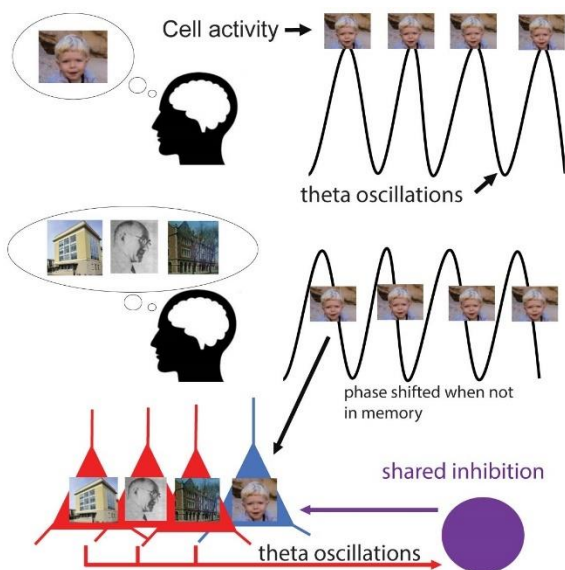 Cell activity
theta oscillations
phase shifted when not
in memory
shared inhibition
theta oscillations